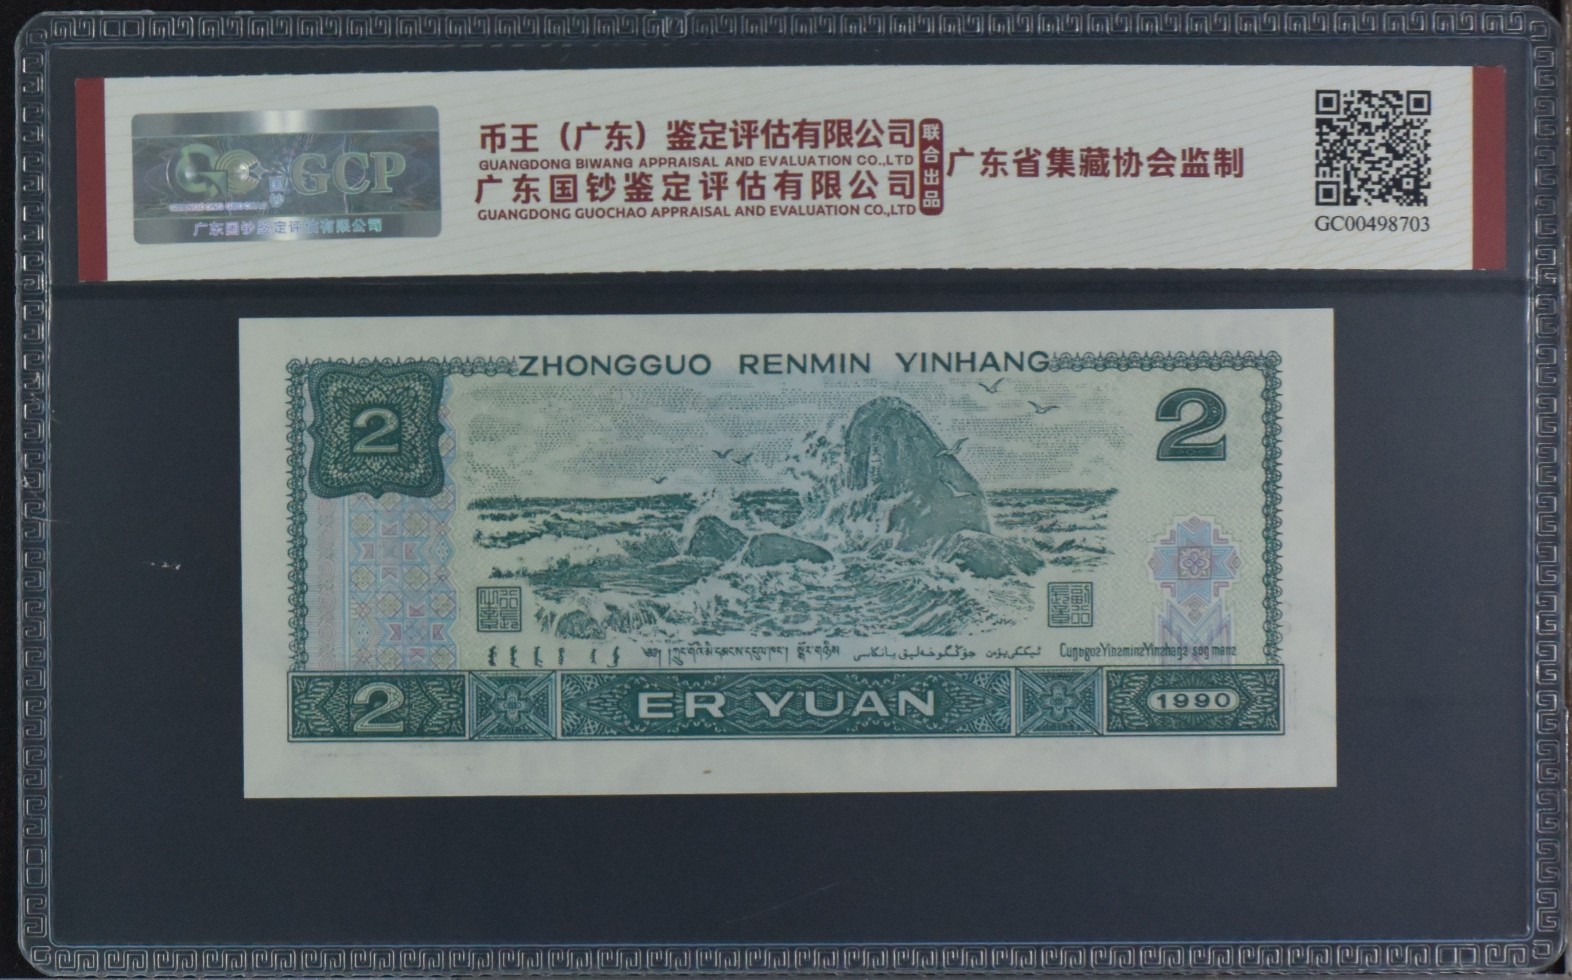 币王（广东）鉴定评估有限公司
GUANGDONG BIWANG APPRAISAL AND EVALUATION CO.,LTD
广东国钞鉴定评估有限公司
GUANGDONG GUOCHAO APPRAISAL AND EVALUATION CO.,LTD
联合出品
广东省集藏协会监制
GC00498703
GCP
广东国钞鉴定评估有限公司
ZHONGGUO RENMIN YINHANG
2
2
2
ER YUAN
1990